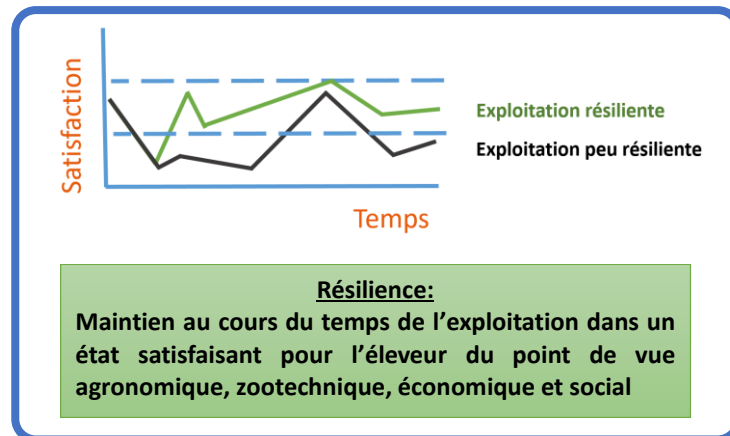 Satisfaction
Exploitation résiliente
Exploitation peu résiliente
Temps
Résilience:
Maintien au cours du temps de l'exploitation dans un
état satisfaisant pour l'éleveur du point de vue
agronomique, zootechnique, économique et social